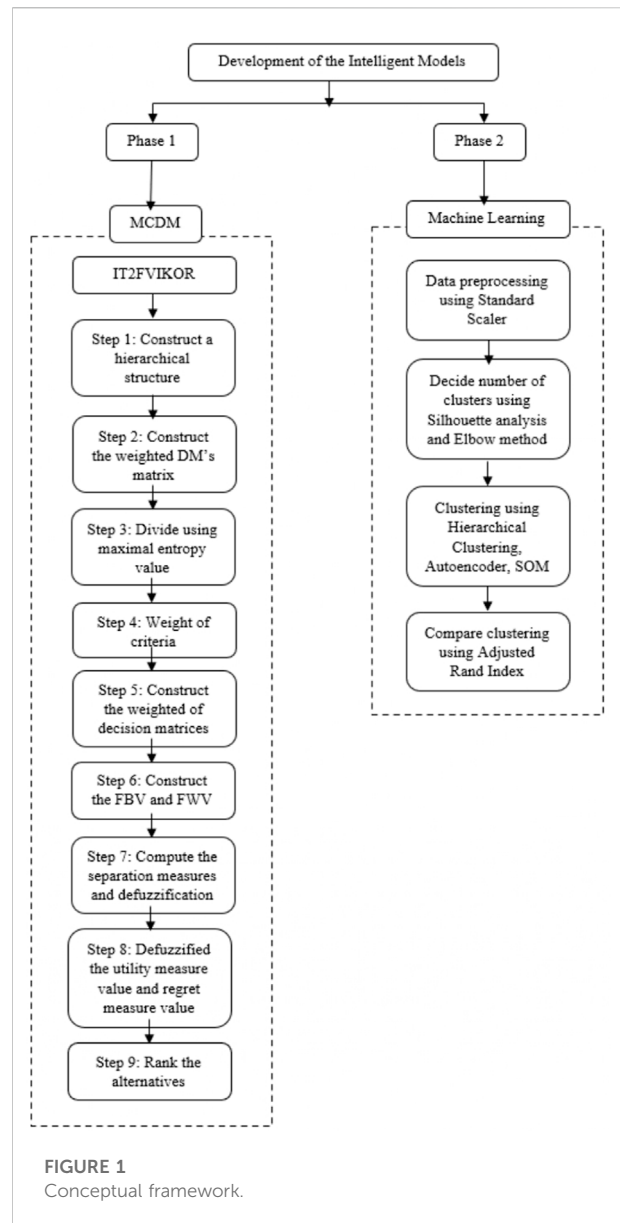 Development of the Intelligent Models
Phase 1
MCDM
IT2FVIKOR
Step 1: Construct a
hierarchical
structure
Step 2: Construct
the weighted DM's
matrix
Step 3: Divide using
maximal entropy
value
Step 4: Weight of
criteria
Step 5: Construct
the weighted of
decision matrices
Step 6: Construct
the FBV and FWV
Step 7: Compute the
separation measures
and defuzzification
Step 8: Defuzzified
the utility measure
value and regret
measure value
Step 9: Rank the
alternatives
Phase 2
Machine Learning
Data preprocessing
using Standard
Scaler
Decide number of
clusters using
Silhouette analysis
and Elbow method
Clustering using
Hierarchical
Clustering,
Autoencoder, SOM
Compare clustering
using Adjusted
Rand Index
FIGURE 1
Conceptual framework.